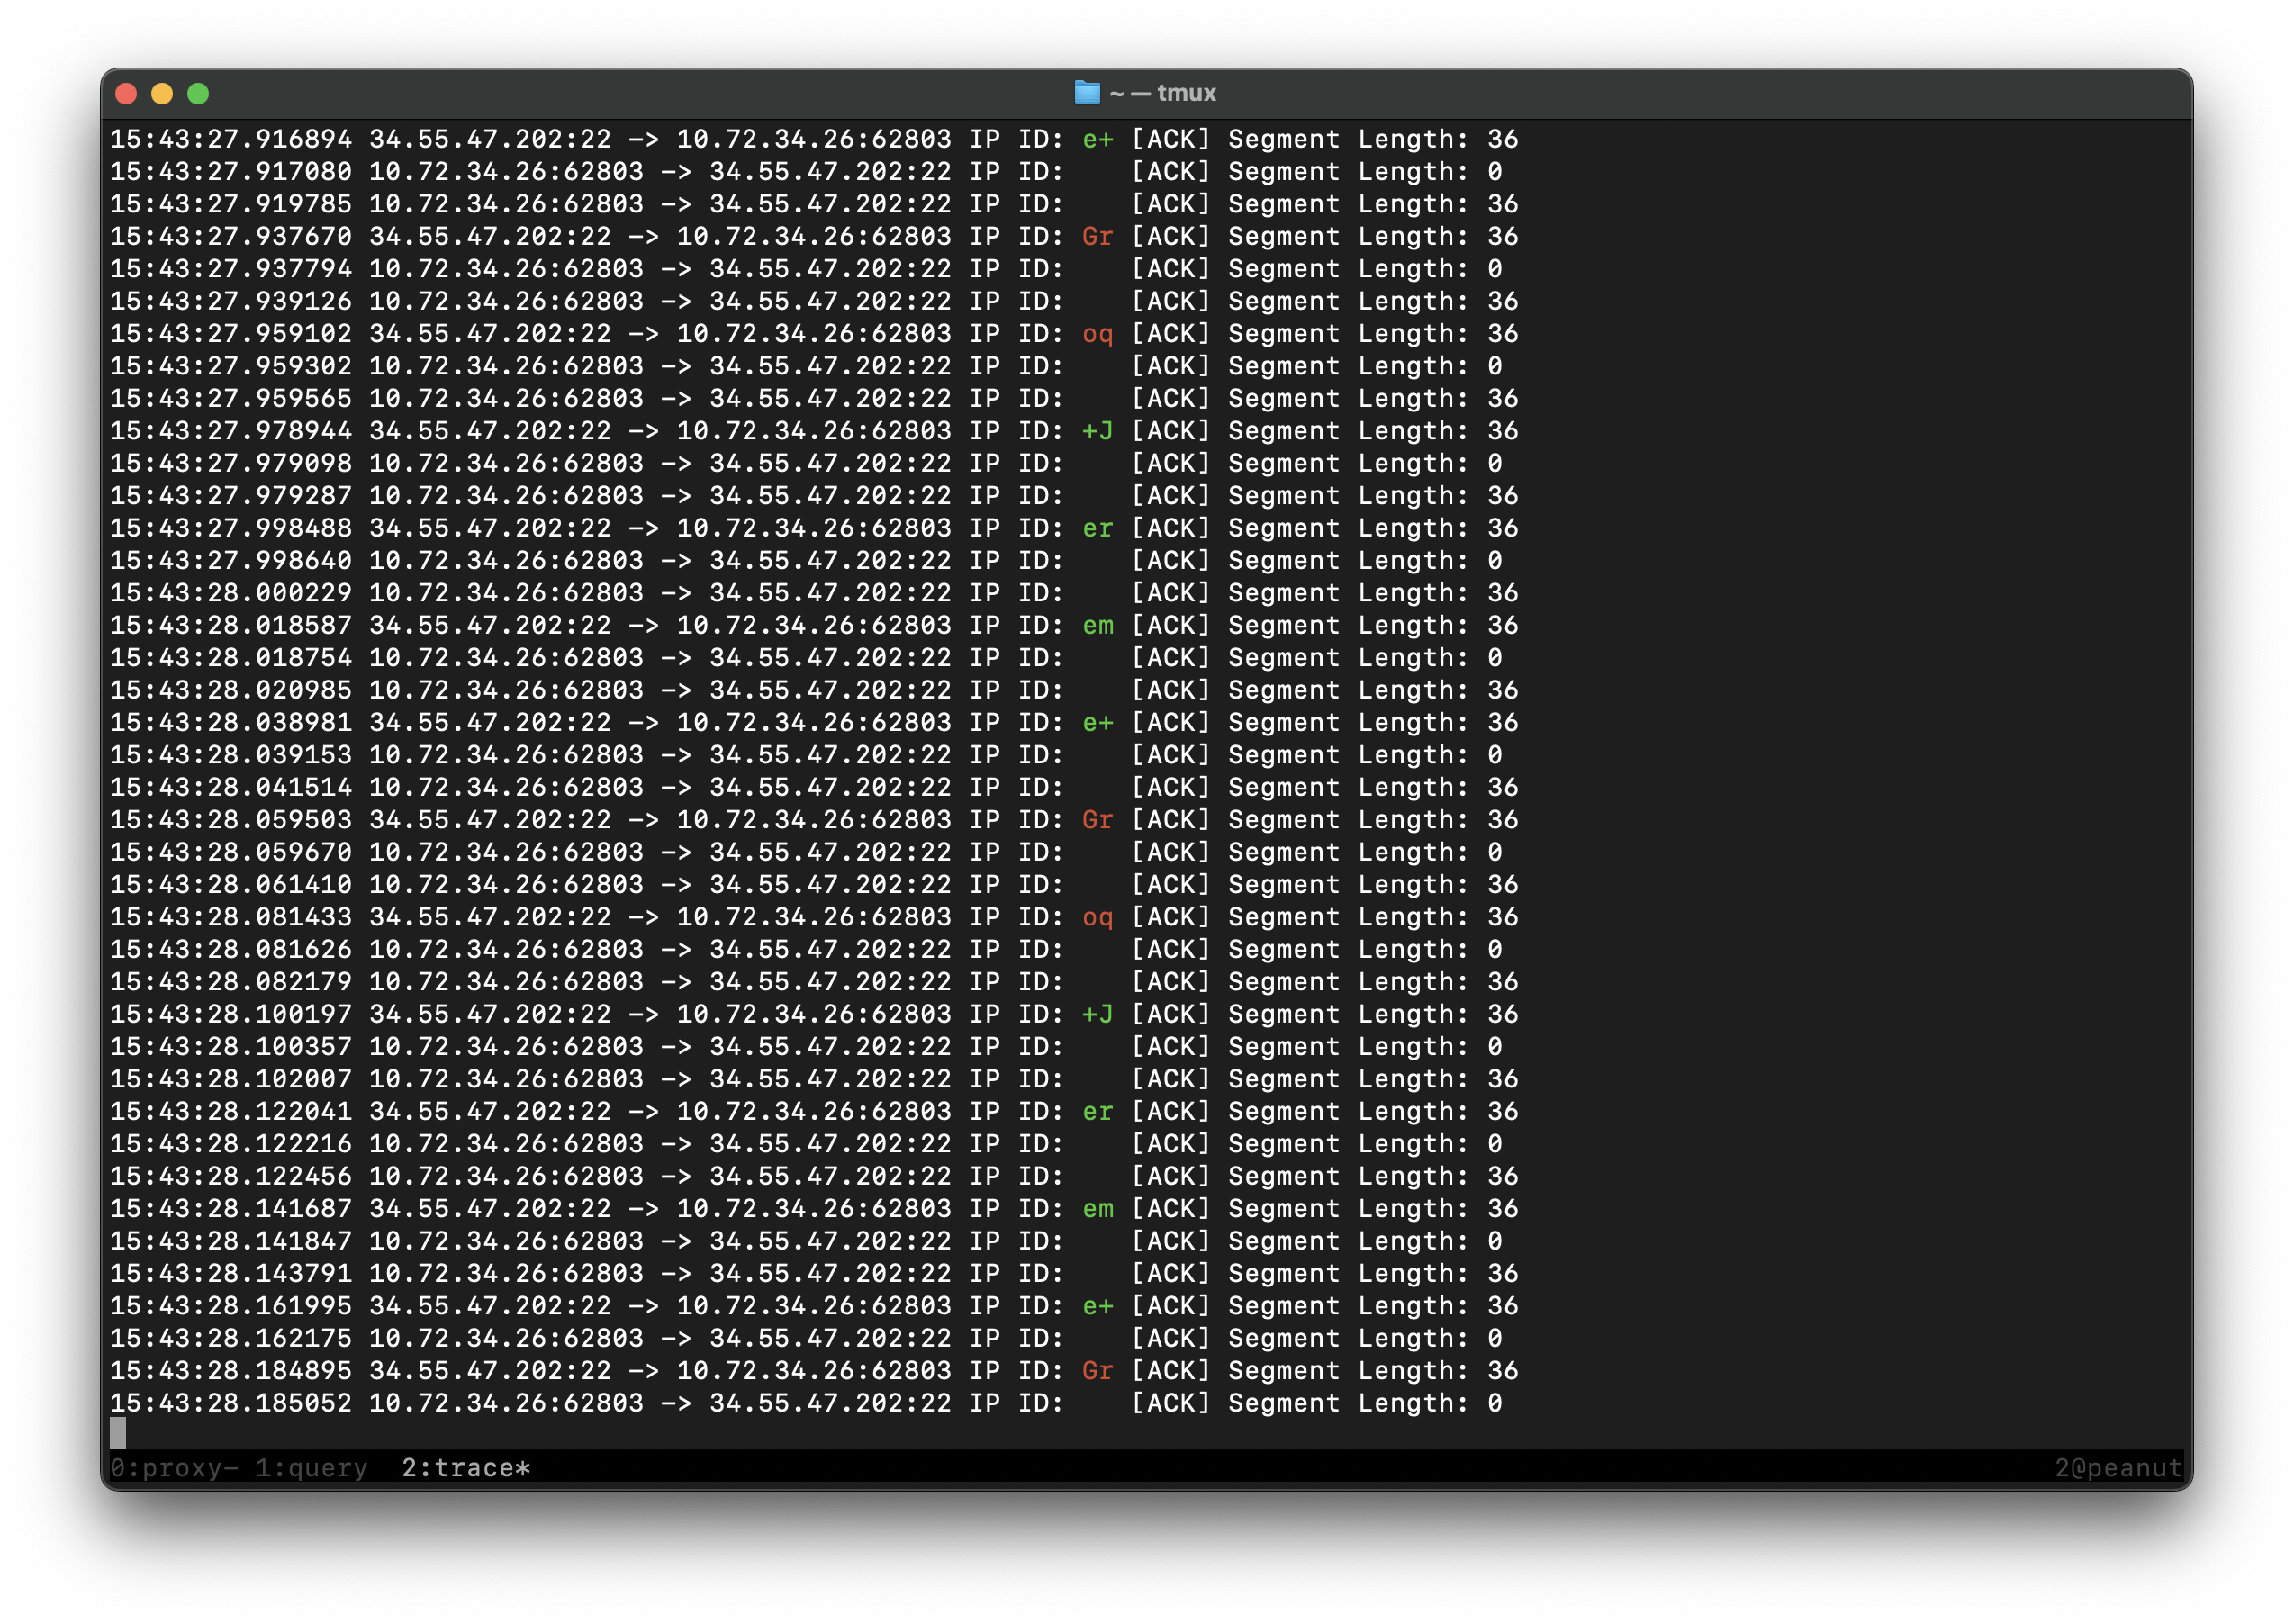 ~ — tmux
15:43:27.916894 34.55.47.202:22 -> 10.72.34.26:62803 IP ID: e+ [ACK] Segment Length: 36
15:43:27.917080 10.72.34.26:62803 -> 34.55.47.202:22 IP ID:    [ACK] Segment Length: 0
15:43:27.919785 10.72.34.26:62803 -> 34.55.47.202:22 IP ID:    [ACK] Segment Length: 36
15:43:27.937670 34.55.47.202:22 -> 10.72.34.26:62803 IP ID: Gr [ACK] Segment Length: 36
15:43:27.937794 10.72.34.26:62803 -> 34.55.47.202:22 IP ID:    [ACK] Segment Length: 0
15:43:27.939126 10.72.34.26:62803 -> 34.55.47.202:22 IP ID:    [ACK] Segment Length: 36
15:43:27.959102 34.55.47.202:22 -> 10.72.34.26:62803 IP ID: oq [ACK] Segment Length: 36
15:43:27.959302 10.72.34.26:62803 -> 34.55.47.202:22 IP ID:    [ACK] Segment Length: 0
15:43:27.959565 10.72.34.26:62803 -> 34.55.47.202:22 IP ID:    [ACK] Segment Length: 36
15:43:27.978944 34.55.47.202:22 -> 10.72.34.26:62803 IP ID: +J [ACK] Segment Length: 36
15:43:27.979098 10.72.34.26:62803 -> 34.55.47.202:22 IP ID:    [ACK] Segment Length: 0
15:43:27.979287 10.72.34.26:62803 -> 34.55.47.202:22 IP ID:    [ACK] Segment Length: 36
15:43:27.998488 34.55.47.202:22 -> 10.72.34.26:62803 IP ID: er [ACK] Segment Length: 36
15:43:27.998640 10.72.34.26:62803 -> 34.55.47.202:22 IP ID:    [ACK] Segment Length: 0
15:43:28.000229 10.72.34.26:62803 -> 34.55.47.202:22 IP ID:    [ACK] Segment Length: 36
15:43:28.018587 34.55.47.202:22 -> 10.72.34.26:62803 IP ID: em [ACK] Segment Length: 36
15:43:28.018754 10.72.34.26:62803 -> 34.55.47.202:22 IP ID:    [ACK] Segment Length: 0
15:43:28.020985 10.72.34.26:62803 -> 34.55.47.202:22 IP ID:    [ACK] Segment Length: 36
15:43:28.038981 34.55.47.202:22 -> 10.72.34.26:62803 IP ID: e+ [ACK] Segment Length: 36
15:43:28.039153 10.72.34.26:62803 -> 34.55.47.202:22 IP ID:    [ACK] Segment Length: 0
15:43:28.041514 10.72.34.26:62803 -> 34.55.47.202:22 IP ID:    [ACK] Segment Length: 36
15:43:28.059503 34.55.47.202:22 -> 10.72.34.26:62803 IP ID: Gr [ACK] Segment Length: 36
15:43:28.059670 10.72.34.26:62803 -> 34.55.47.202:22 IP ID:    [ACK] Segment Length: 0
15:43:28.061410 10.72.34.26:62803 -> 34.55.47.202:22 IP ID:    [ACK] Segment Length: 36
15:43:28.081433 34.55.47.202:22 -> 10.72.34.26:62803 IP ID: oq [ACK] Segment Length: 36
15:43:28.081626 10.72.34.26:62803 -> 34.55.47.202:22 IP ID:    [ACK] Segment Length: 0
15:43:28.082179 10.72.34.26:62803 -> 34.55.47.202:22 IP ID:    [ACK] Segment Length: 36
15:43:28.100197 34.55.47.202:22 -> 10.72.34.26:62803 IP ID: +J [ACK] Segment Length: 36
15:43:28.100357 10.72.34.26:62803 -> 34.55.47.202:22 IP ID:    [ACK] Segment Length: 0
15:43:28.102007 10.72.34.26:62803 -> 34.55.47.202:22 IP ID:    [ACK] Segment Length: 36
15:43:28.122041 34.55.47.202:22 -> 10.72.34.26:62803 IP ID: er [ACK] Segment Length: 36
15:43:28.122216 10.72.34.26:62803 -> 34.55.47.202:22 IP ID:    [ACK] Segment Length: 0
15:43:28.122456 10.72.34.26:62803 -> 34.55.47.202:22 IP ID:    [ACK] Segment Length: 36
15:43:28.141687 34.55.47.202:22 -> 10.72.34.26:62803 IP ID: em [ACK] Segment Length: 36
15:43:28.141847 10.72.34.26:62803 -> 34.55.47.202:22 IP ID:    [ACK] Segment Length: 0
15:43:28.143791 10.72.34.26:62803 -> 34.55.47.202:22 IP ID:    [ACK] Segment Length: 36
15:43:28.161995 34.55.47.202:22 -> 10.72.34.26:62803 IP ID: e+ [ACK] Segment Length: 36
15:43:28.162175 10.72.34.26:62803 -> 34.55.47.202:22 IP ID:    [ACK] Segment Length: 0
15:43:28.184895 34.55.47.202:22 -> 10.72.34.26:62803 IP ID: Gr [ACK] Segment Length: 36
15:43:28.185052 10.72.34.26:62803 -> 34.55.47.202:22 IP ID:    [ACK] Segment Length: 0
0:proxy- 1:query  2:trace* 2@peanut